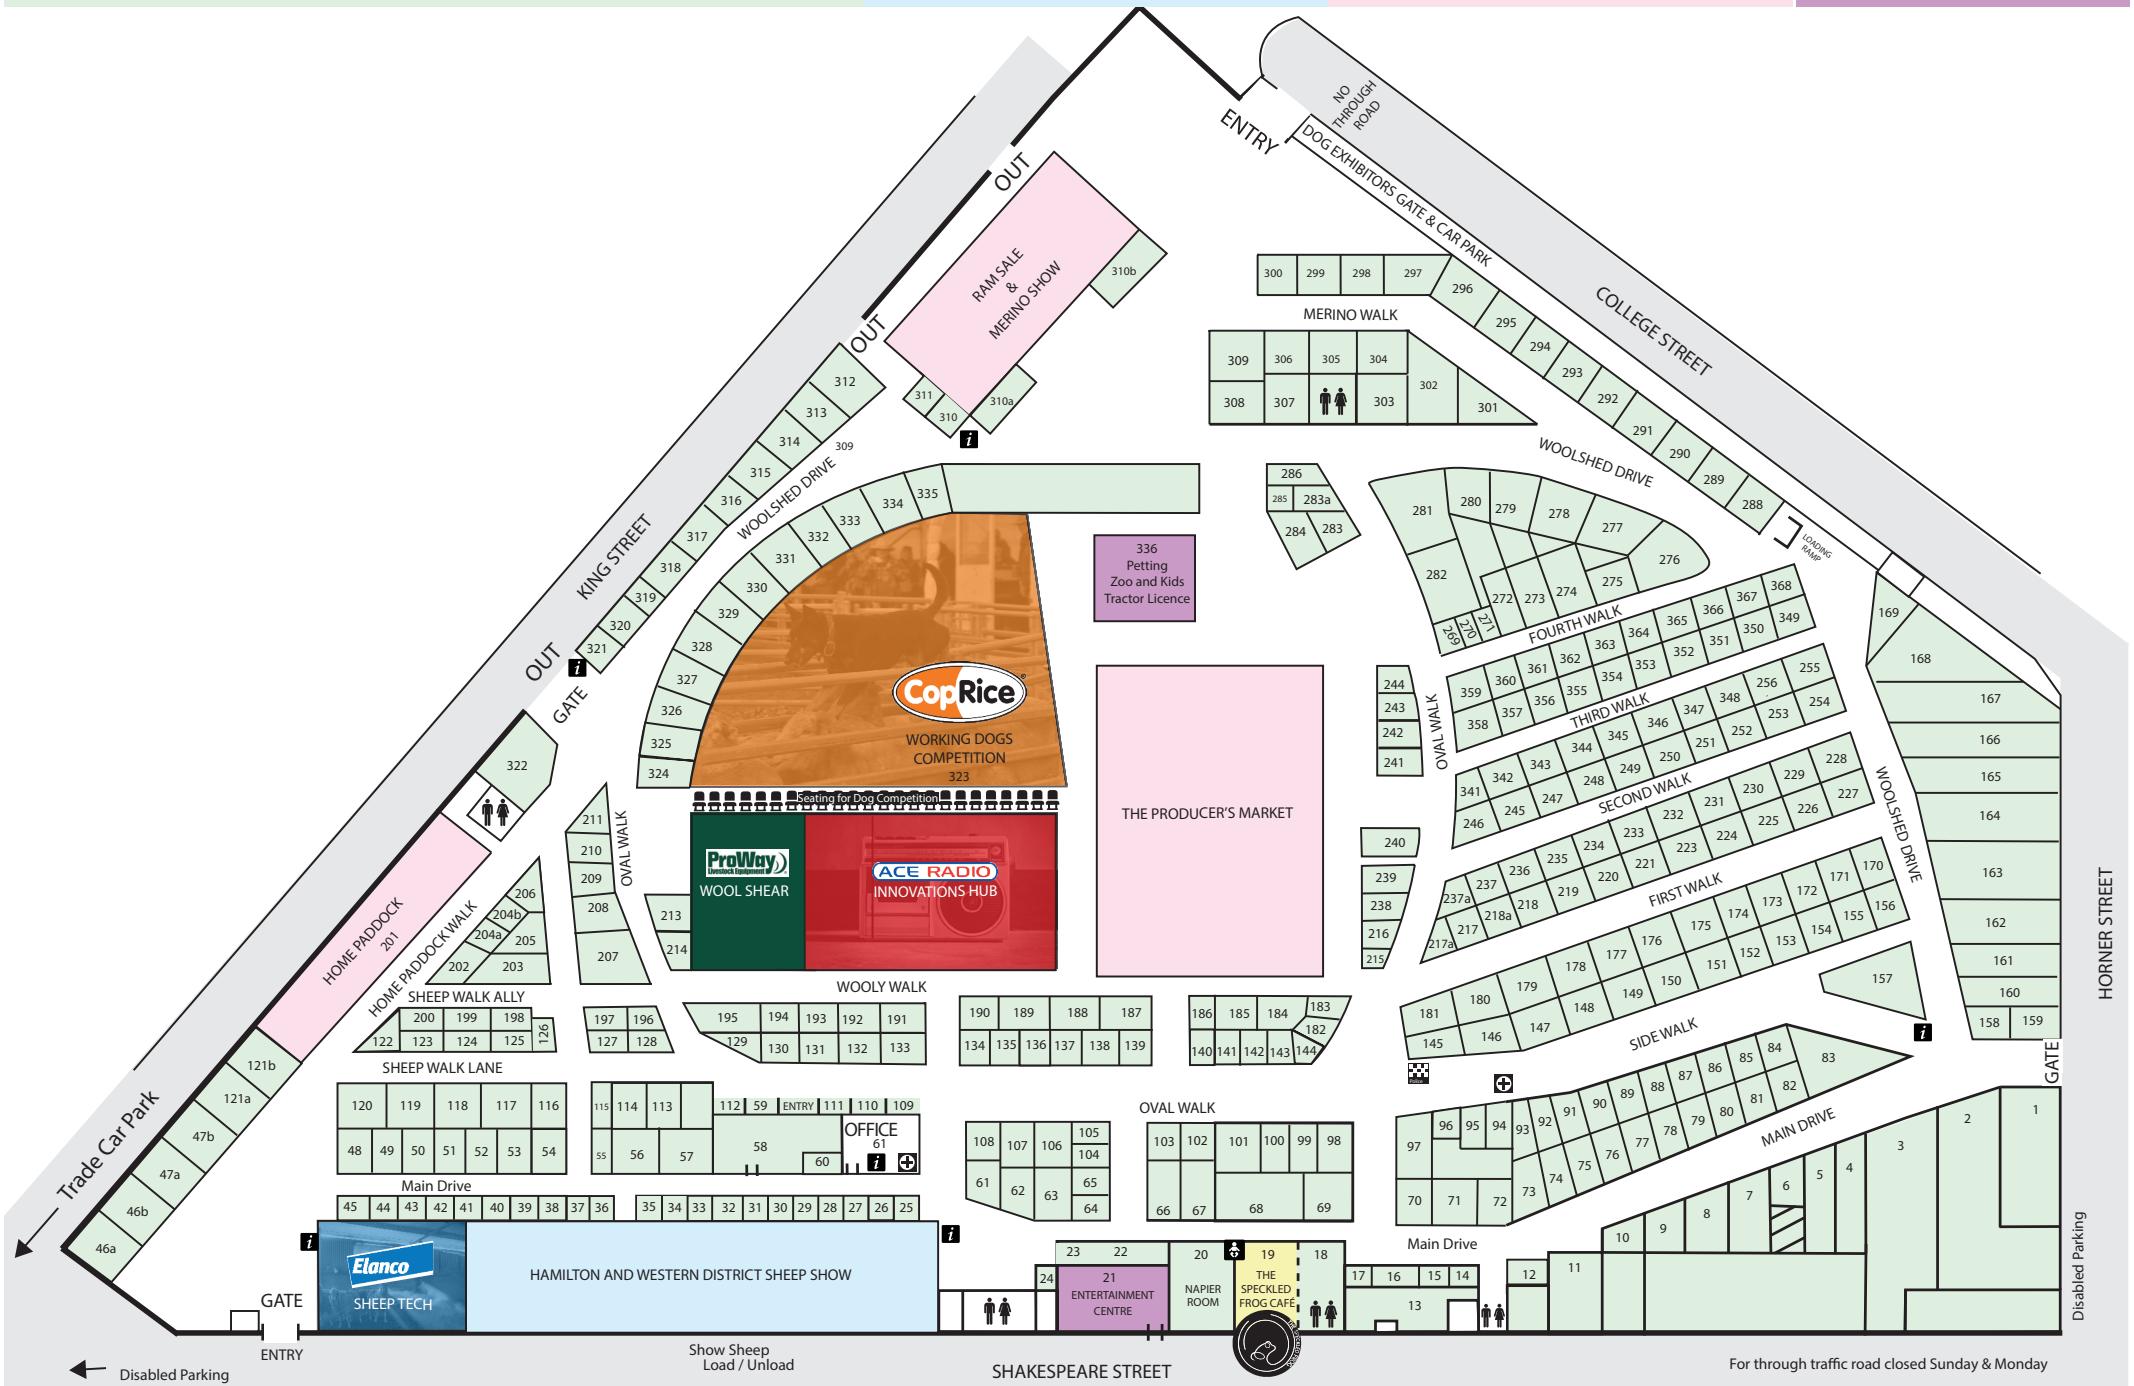 NO
THROUGH
ROAD
ENTRY
DOG EXHIBITORS GATE & CAR PARK
COLLEGE STREET
OUT
RAM SALE
&
MERINO SHOW
310b
310a
311
310
i
OUT
300 299 298 297 296
295
294
293
292
291
290
289
288
MERINO WALK
309 306 305 304
308 307 303 302 301
WOOLSHED DRIVE
LOADING
RAMP
312
313
314
315
316
317
318
319
320
321
309
WOOLSHED DRIVE
KING STREET
OUT
i
GATE
322
335
334
333
332
331
330
329
328
327
326
325
324
CopRice
®
WORKING DOGS
COMPETITION
323
Seating for Dog Competition
336
Petting
Zoo and Kids
Tractor Licence
286
285 283a
284 283
281 280 279 278 277 276
282 272 273 274 275
269 270 271
FOURTH WALK
359 360 361 362 363 364 365 366 367 368
358 357 356 355 354 353 352 351 350 349
THIRD WALK
341 342 343 344 345 346 347 348 256 255
246 245 247 248 249 250 251 252 253 254
SECOND WALK
237a 237 236 235 234 233 232 231 230 229 228
217a 217 218a 218 219 220 221 223 224 225 226 227
FIRST WALK
181 180 179 178 177 176 175 174 173 172 171 170
145 146 147 148 149 150 151 152 153 154 155 156
SIDE WALK
157
i
WOOLSHED DRIVE
169
168
167
166
165
164
163
162
161
160
158 159
HORNER STREET
GATE
244
243
242
241
OVAL WALK
240
239
238
216
215
THE PRODUCER'S MARKET
ProWay
Livestock Equipment
WOOL SHEAR
ACE RADIO
INNOVATIONS HUB
211
210
209
208
207
OVAL WALK
213
214
HOME PADDOCK
201
HOME PADDOCK WALK
206
204b
204a 205
202 203
SHEEP WALK ALLY
200 199 198 126
122 123 124 125
197 196
127 128
WOOLY WALK
195 194 193 192 191
129 130 131 132 133
190 189 188 187
134 135 136 137 138 139
186 185 184 183
182
140 141 142 143 144
SHEEP WALK LANE
121b
121a
47b
47a
46b
46a
Trade Car Park
120 119 118 117 116
48 49 50 51 52 53 54
115 114 113
55 56 57
112 59 ENTRY 111 110 109
58 60
OFFICE
61
i
OVAL WALK
108 107 106 105
104
61 62 63 65
64
103 102 101 100 99 98
66 67 68 69
Police
97 96 95 94 93 92 91 90 89 88 87 86 85 84 83
70 71 72 73 74 75 76 77 78 79 80 81 82
MAIN DRIVE
Main Drive
45 44 43 42 41 40 39 38 37 36
35 34 33 32 31 30 29 28 27 26 25
i
i
Elanco
SHEEP TECH
HAMILTON AND WESTERN DISTRICT SHEEP SHOW
24 23 22
21
ENTERTAINMENT
CENTRE
20
NAPIER
ROOM
19
THE
SPECKLED
FROG CAFÉ
18
Main Drive
17 16 15 14
13
12 11 10 9 8 7 6 5 4 3 2 1
Disabled Parking
GATE
ENTRY
Show Sheep
Load / Unload
SHAKESPEARE STREET
Disabled Parking
For through traffic road closed Sunday & Monday